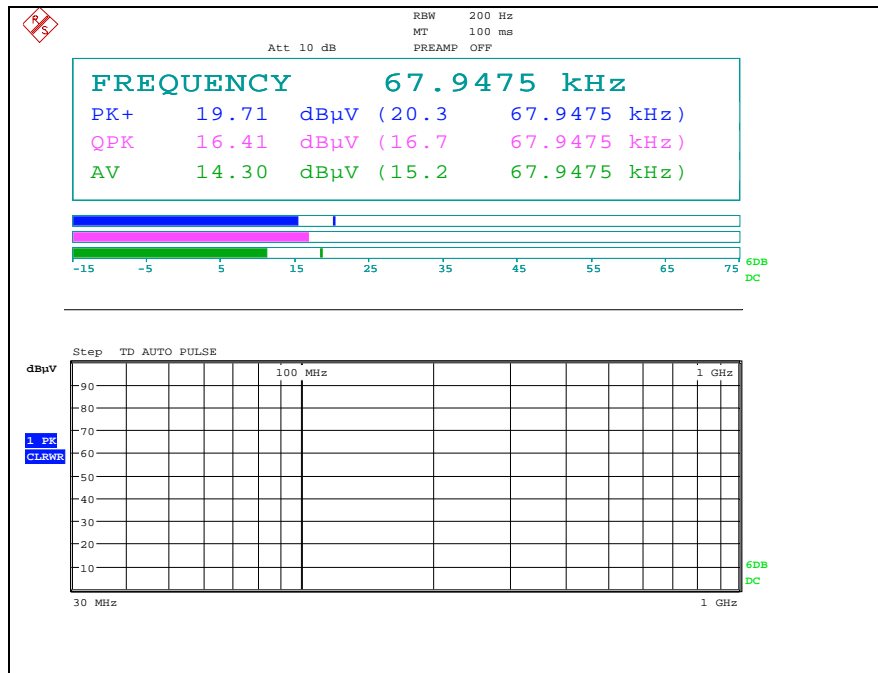 R S
RBW 200 Hz
MT 100 ms
Att 10 dB PREAMP OFF
FREQUENCY 67.9475 kHz
PK+ 19.71 dBµV (20.3 67.9475 kHz)
QPK 16.41 dBµV (16.7 67.9475 kHz)
AV 14.30 dBµV (15.2 67.9475 kHz)
-15 -5 5 15 25 35 45 55 65 75
6DB
DC
Step TD AUTO PULSE
dBµV
100 MHz 1 GHz
90
80
70
1 PK
CLRWR
60
50
40
30
20
10
6DB
DC
30 MHz 1 GHz